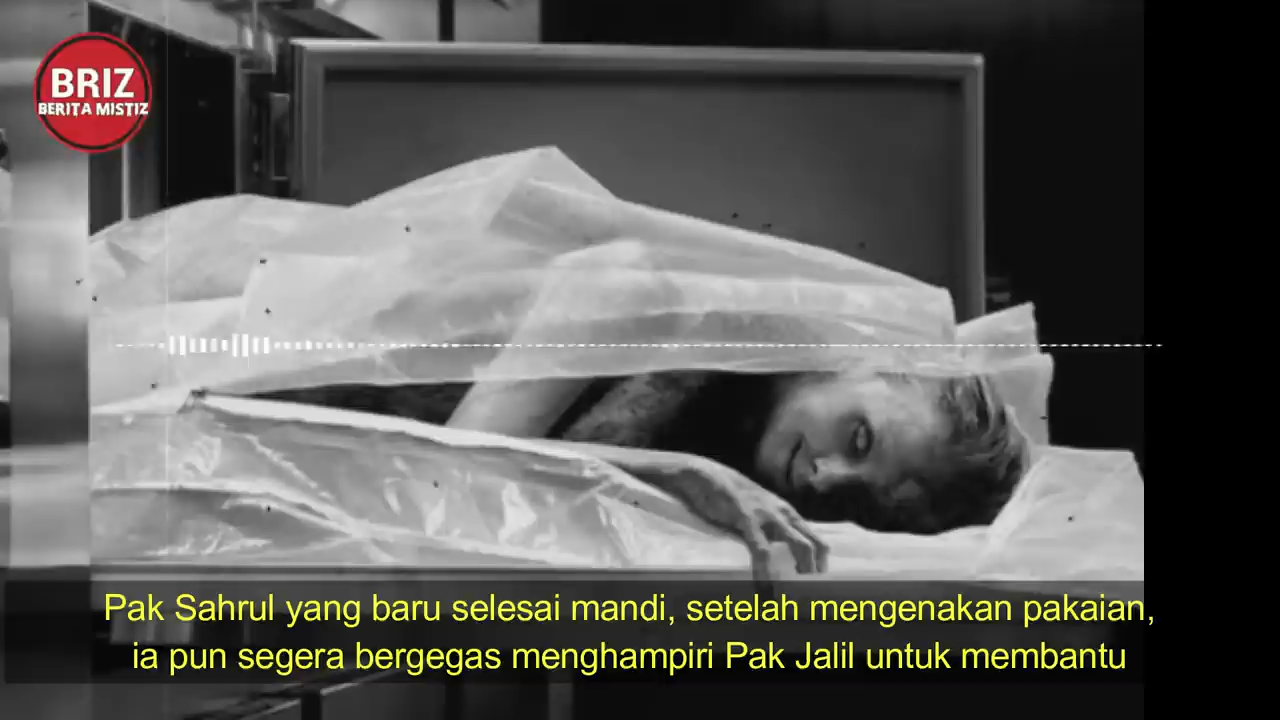 BRIZ
BERITA MISTIZ
Pak Sahrul yang baru selesai mandi, setelah mengenakan pakaian,
ia pun segera bergegas menghampiri Pak Jalil untuk membantu